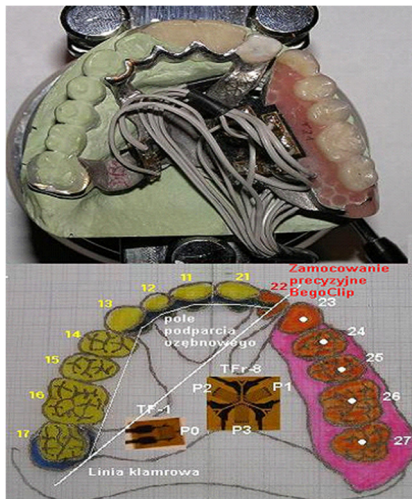 11
21
12
22
Zamocowanie
precyzyjne
BegoClip
13
23
pole
podparcia
ozębnowego
14
24
15
25
TFr-8
P2
P1
16
26
TF-1
P0
P3
17
27
Linia klamrowa